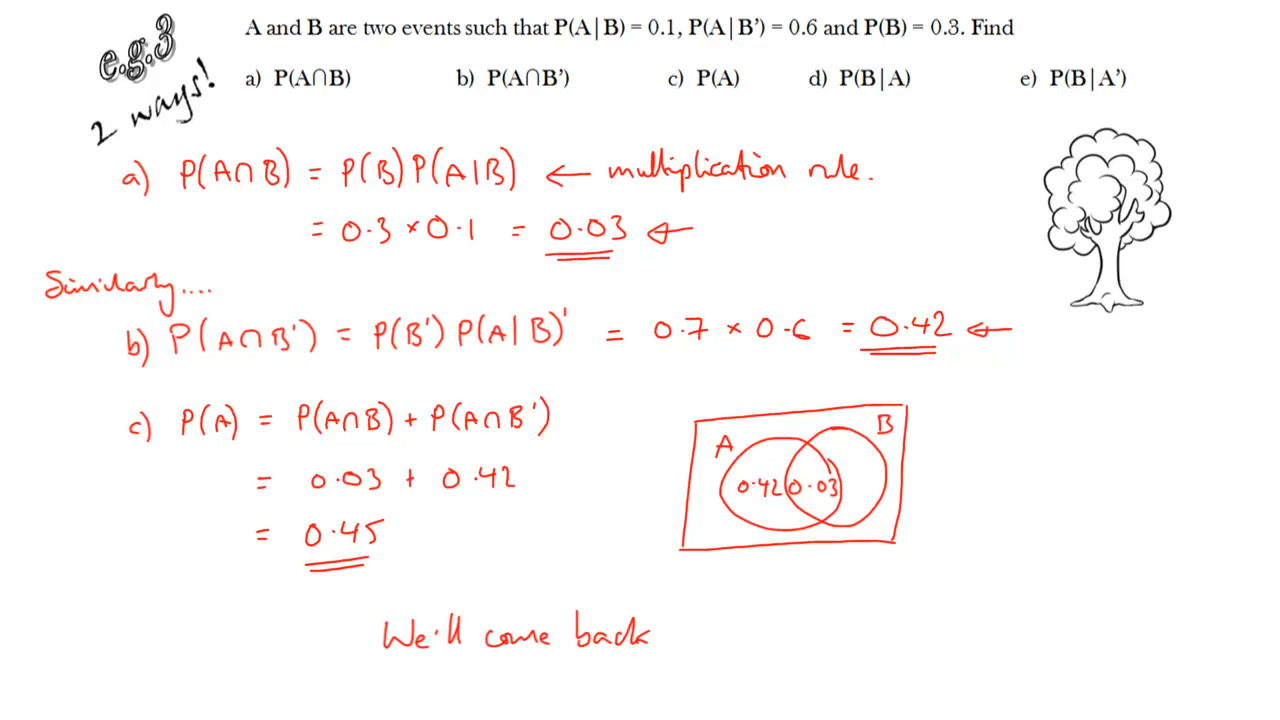 e.g.3
2 ways!
A and B are two events such that P(A|B) = 0.1, P(A|B') = 0.6 and P(B) = 0.3. Find
a) P(A∩B) b) P(A∩B') c) P(A) d) P(B|A) e) P(B|A')
a) P(A∩B) = P(B)P(A|B) ← multiplication rule.
= 0.3 × 0.1 = 0.03 ←
Similarly....
b) P(A∩B') = P(B') P(A|B)' = 0.7 × 0.6 = 0.42 ←
c) P(A) = P(A∩B) + P(A∩B')
= 0.03 + 0.42
= 0.45
A B
0.42 0.03
We'll come back